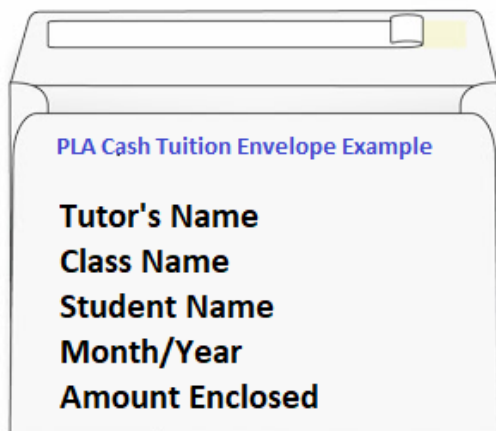 PLA Cash Tuition Envelope Example
Tutor's Name
Class Name
Student Name
Month/Year
Amount Enclosed